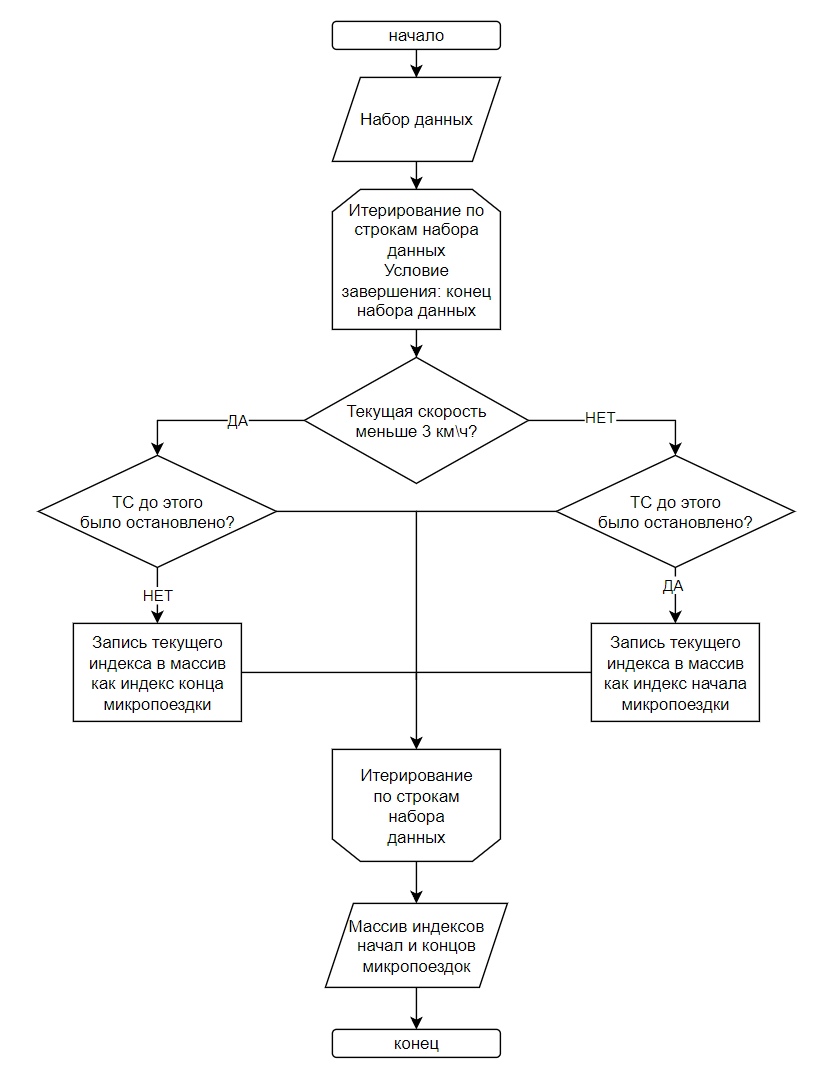 начало
Набор данных
Итерирование по
строкам набора
данных
Условие
завершения: конец
набора данных
Текущая скорость
меньше 3 км\ч?
ДА
НЕТ
ТС до этого
было остановлено?
ТС до этого
было остановлено?
НЕТ
ДА
Запись текущего
индекса в массив
как индекс конца
микропоездки
Запись текущего
индекса в массив
как индекс начала
микропоездки
Итерирование
по строкам
набора
данных
Массив индексов
начал и концов
микропоездок
конец